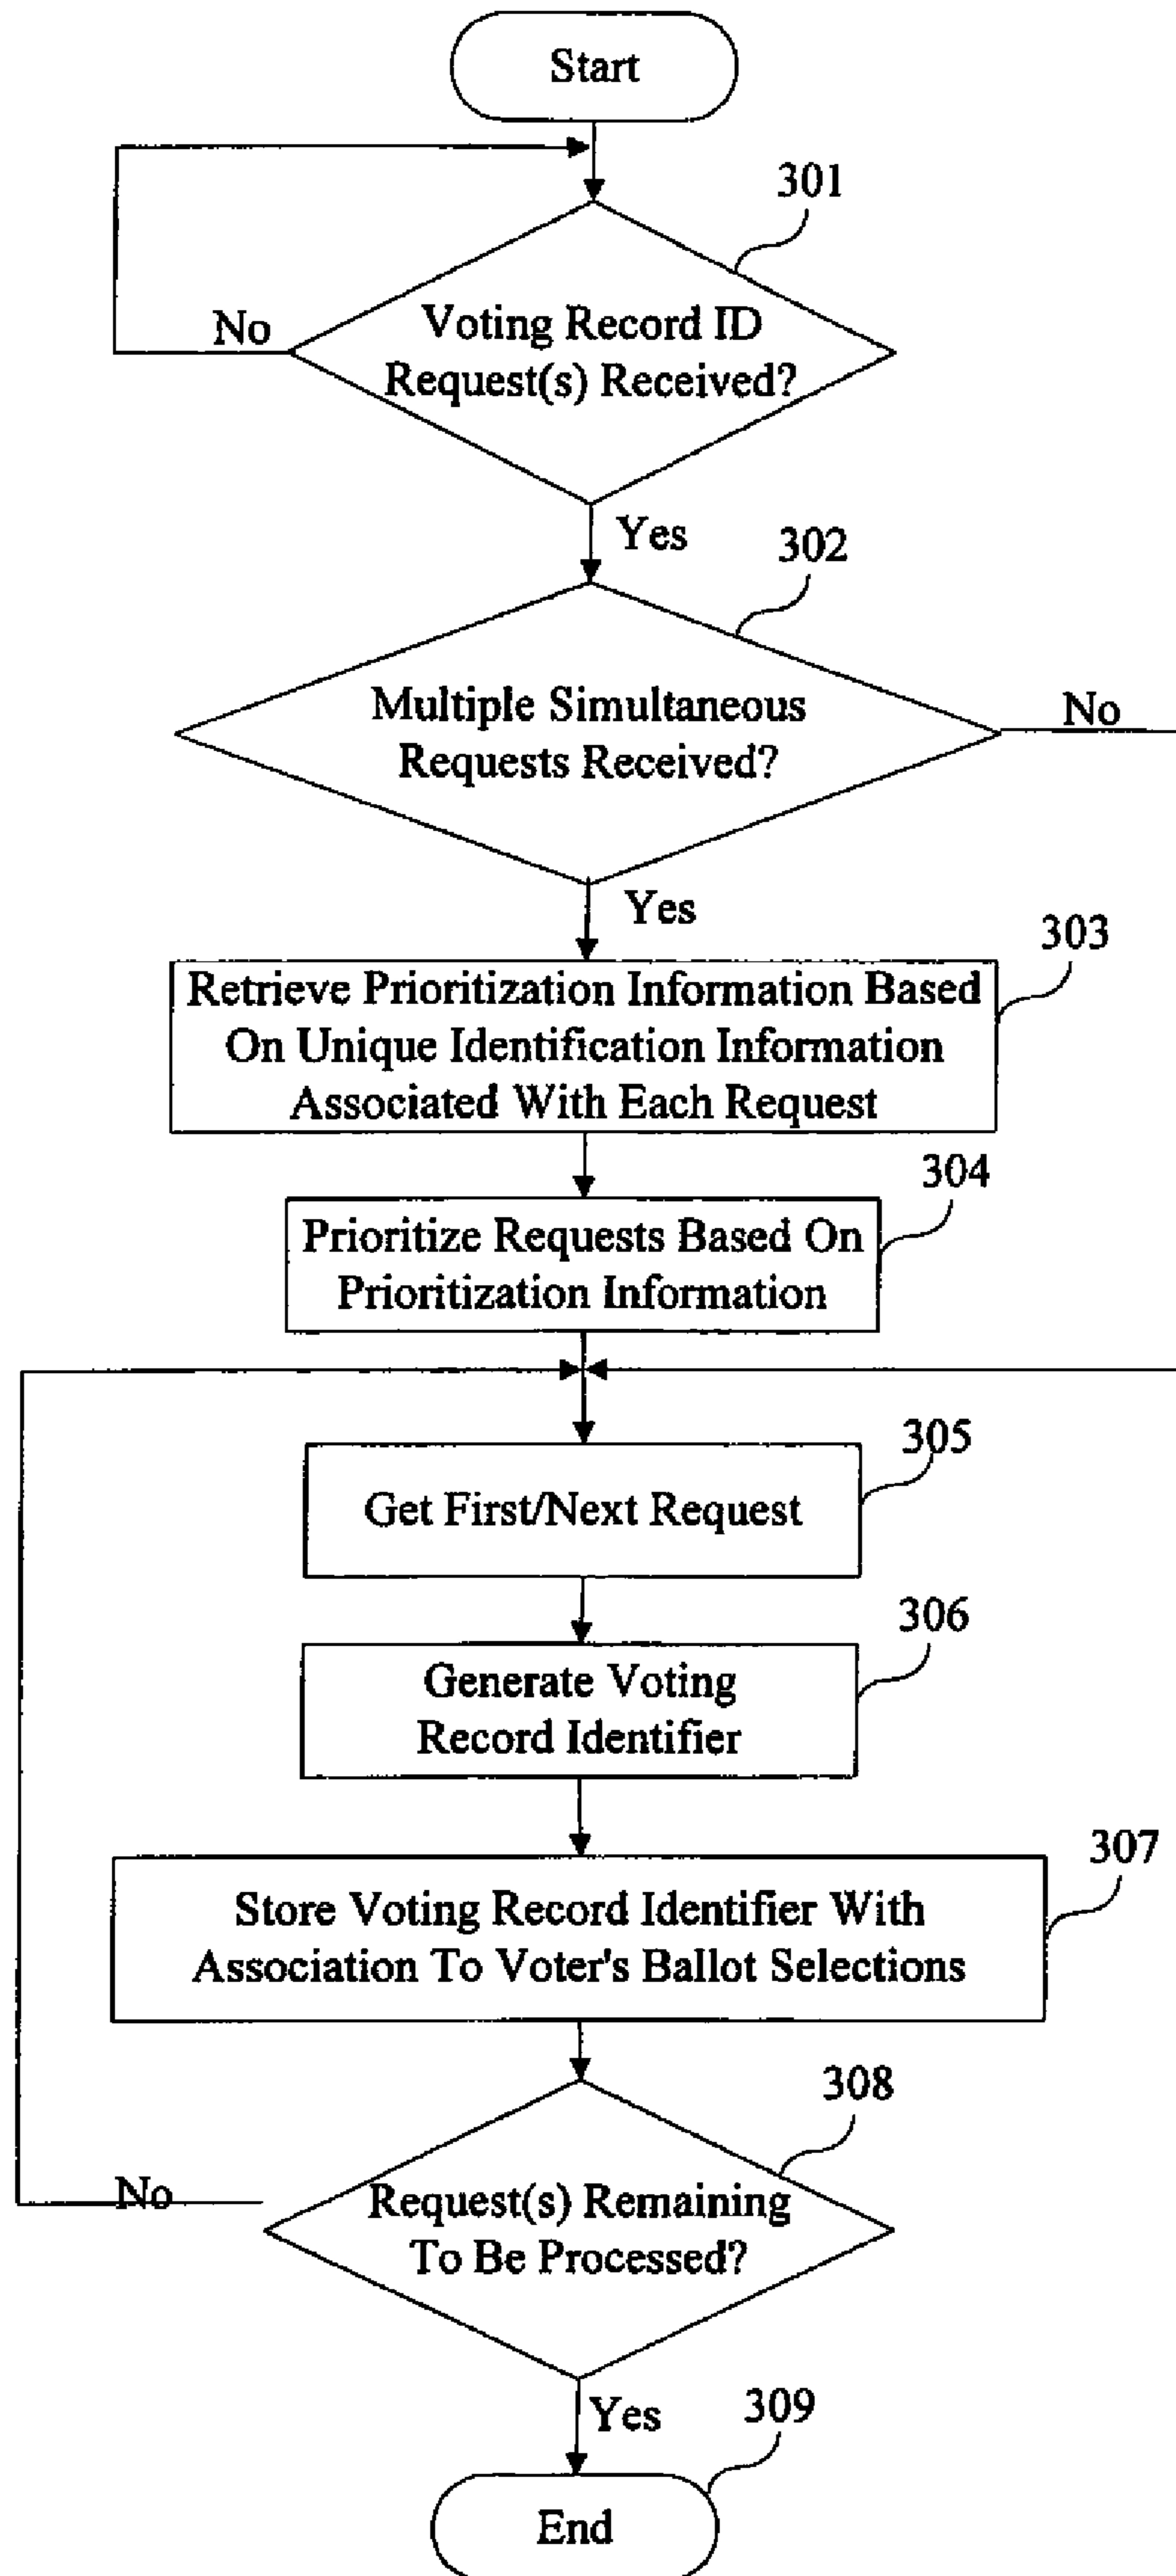 Start
301
No
Voting Record ID
Request(s) Received?
Yes
302
Multiple Simultaneous
Requests Received?
No
Yes
303
Retrieve Prioritization Information Based
On Unique Identification Information
Associated With Each Request
304
Prioritize Requests Based On
Prioritization Information
305
Get First/Next Request
306
Generate Voting
Record Identifier
307
Store Voting Record Identifier With
Association To Voter's Ballot Selections
308
No
Request(s) Remaining
To Be Processed?
Yes
309
End